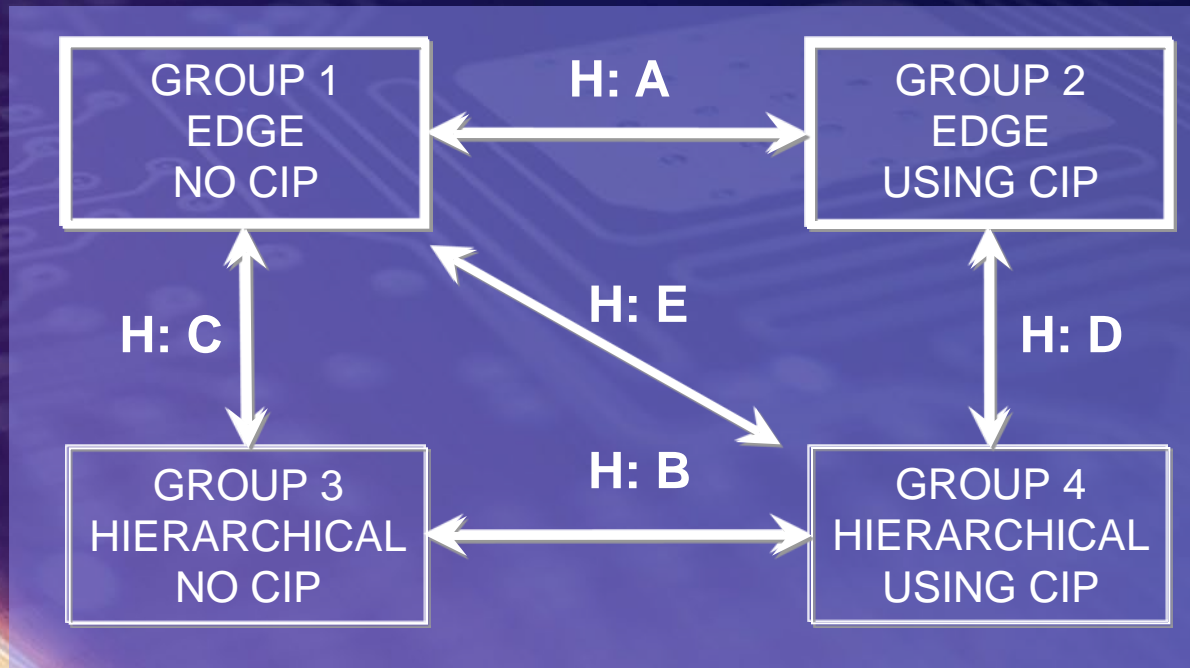 GROUP 1
EDGE
NO CIP
H: A
GROUP 2
EDGE
USING CIP
H: C
H: E
H: D
GROUP 3
HIERARCHICAL
NO CIP
H: B
GROUP 4
HIERARCHICAL
USING CIP